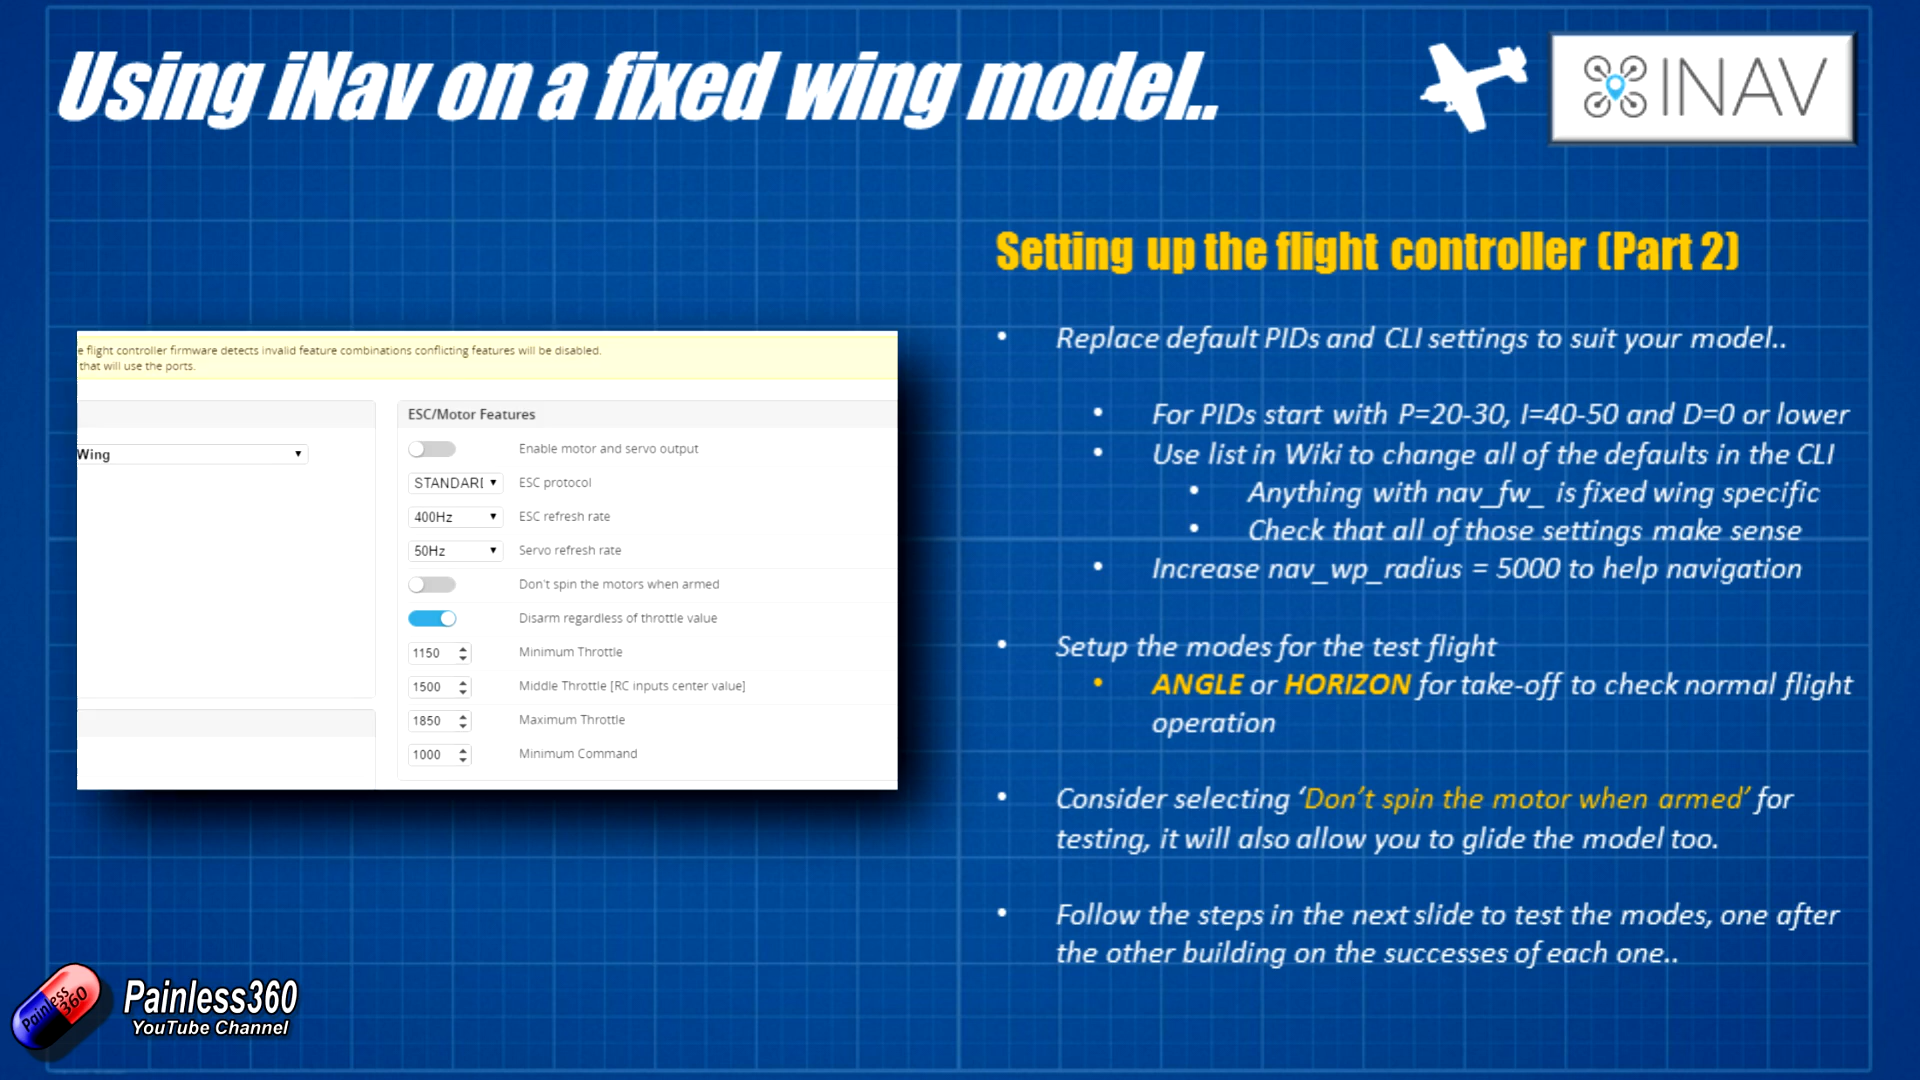 Using iNav on a fixed wing model..
INAV
Setting up the flight controller (Part 2)
e flight controller firmware detects invalid feature combinations conflicting features will be disabled.
that will use the ports.
Wing
ESC/Motor Features
Enable motor and servo output
STANDARD ESC protocol
400Hz ESC refresh rate
50Hz Servo refresh rate
Don't spin the motors when armed
Disarm regardless of throttle value
1150 Minimum Throttle
1500 Middle Throttle [RC inputs center value]
1850 Maximum Throttle
1000 Minimum Command
• Replace default PIDs and CLI settings to suit your model..
• For PIDs start with P=20-30, I=40-50 and D=0 or lower
• Use list in Wiki to change all of the defaults in the CLI
• Anything with nav_fw_ is fixed wing specific
• Check that all of those settings make sense
• Increase nav_wp_radius = 5000 to help navigation
• Setup the modes for the test flight
• ANGLE or HORIZON for take-off to check normal flight
operation
• Consider selecting ‘Don’t spin the motor when armed’ for
testing, it will also allow you to glide the model too.
• Follow the steps in the next slide to test the modes, one after
the other building on the successes of each one..
Painless360
Painless360
YouTube Channel